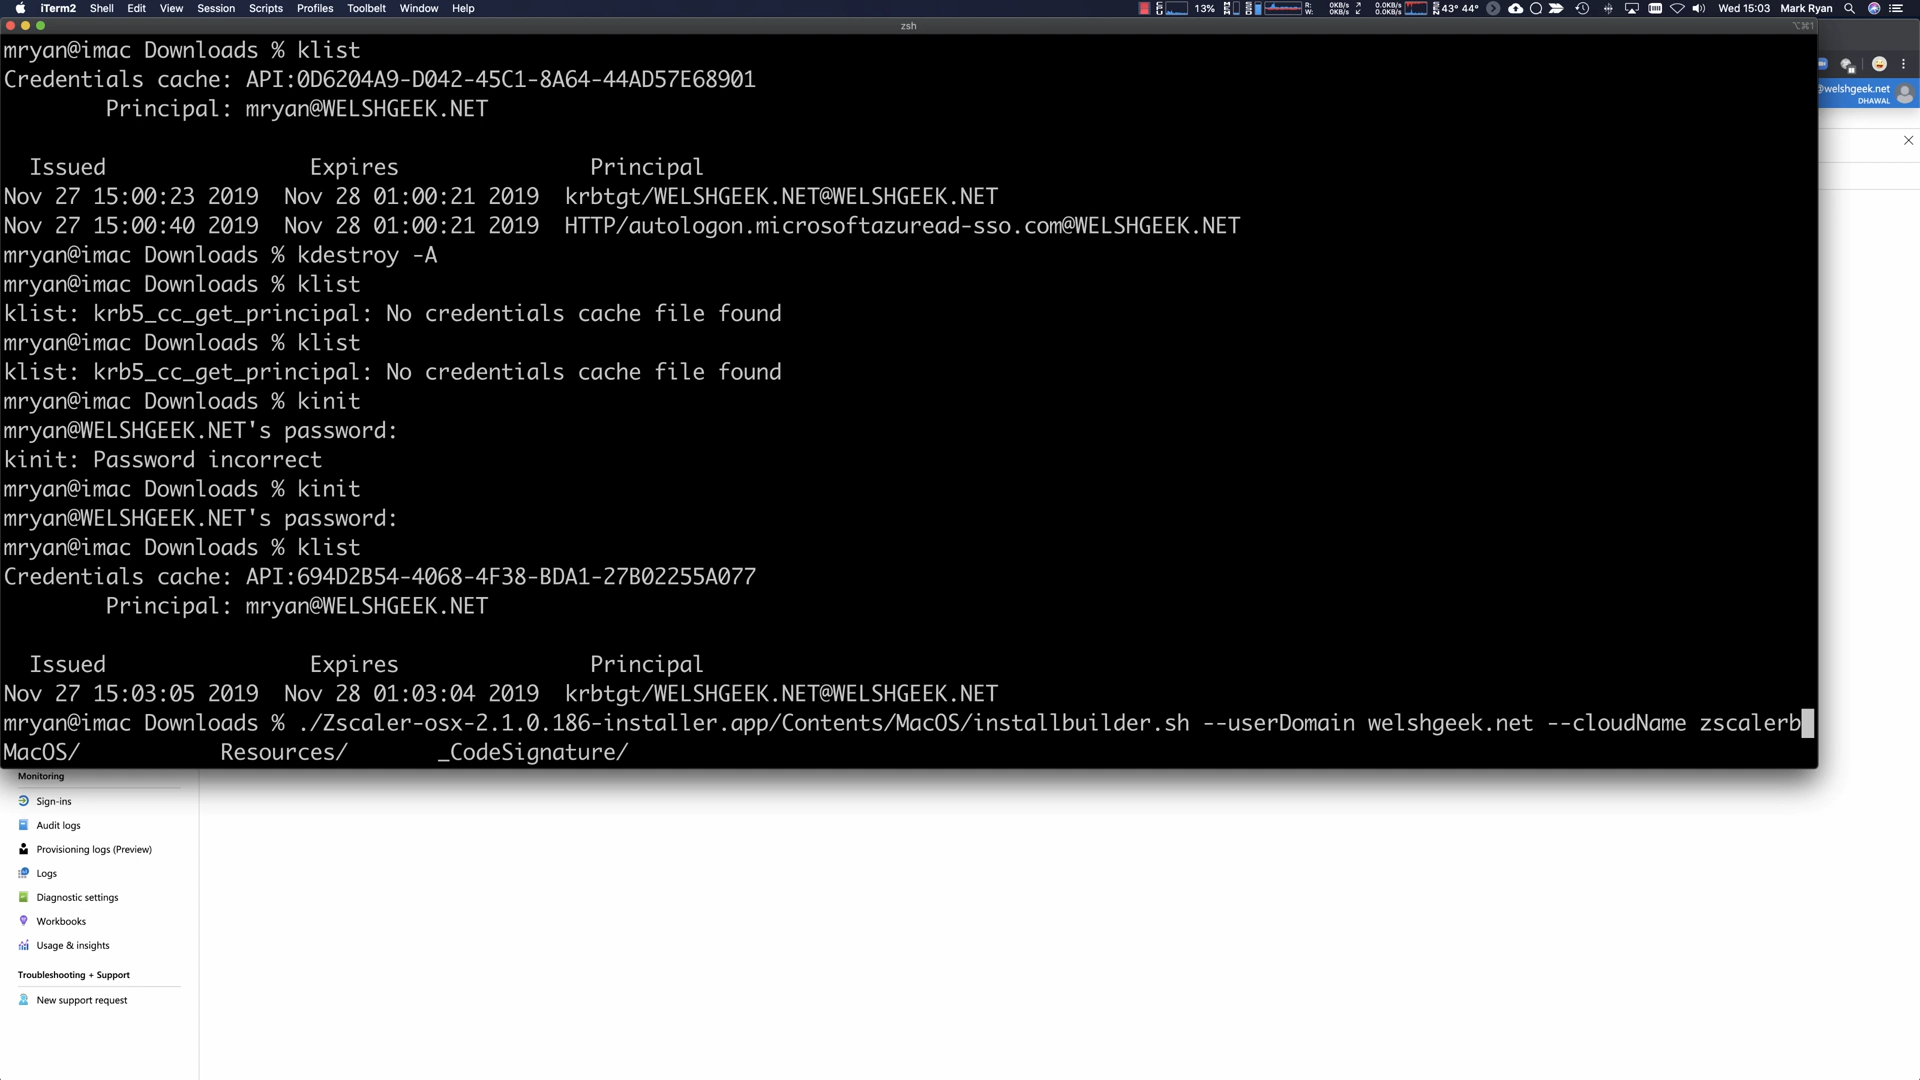 iTerm2 Shell Edit View Session Scripts Profiles Toolbelt Window Help 13% 0KB/s 0KB/s 0.0KB/s 0.0KB/s 43° 44° Wed 15:03 Mark Ryan
zsh ⌥⌘1
mryan@imac Downloads % klist
Credentials cache: API:0D6204A9-D042-45C1-8A64-44AD57E68901
Principal: mryan@WELSHGEEK.NET
@welshgeek.net
DHAWAL
Issued Expires Principal
Nov 27 15:00:23 2019 Nov 28 01:00:21 2019 krbtgt/WELSHGEEK.NET@WELSHGEEK.NET
Nov 27 15:00:40 2019 Nov 28 01:00:21 2019 HTTP/autologon.microsoftazuread-sso.com@WELSHGEEK.NET
mryan@imac Downloads % kdestroy -A
mryan@imac Downloads % klist
klist: krb5_cc_get_principal: No credentials cache file found
mryan@imac Downloads % klist
klist: krb5_cc_get_principal: No credentials cache file found
mryan@imac Downloads % kinit
mryan@WELSHGEEK.NET's password:
kinit: Password incorrect
mryan@imac Downloads % kinit
mryan@WELSHGEEK.NET's password:
mryan@imac Downloads % klist
Credentials cache: API:694D2B54-4068-4F38-BDA1-27B02255A077
Principal: mryan@WELSHGEEK.NET
Issued Expires Principal
Nov 27 15:03:05 2019 Nov 28 01:03:04 2019 krbtgt/WELSHGEEK.NET@WELSHGEEK.NET
mryan@imac Downloads % ./Zscaler-osx-2.1.0.186-installer.app/Contents/MacOS/installbuilder.sh --userDomain welshgeek.net --cloudName zscalerb
MacOS/ Resources/ _CodeSignature/
Monitoring
Sign-ins
Audit logs
Provisioning logs (Preview)
Logs
Diagnostic settings
Workbooks
Usage & insights
Troubleshooting + Support
New support request